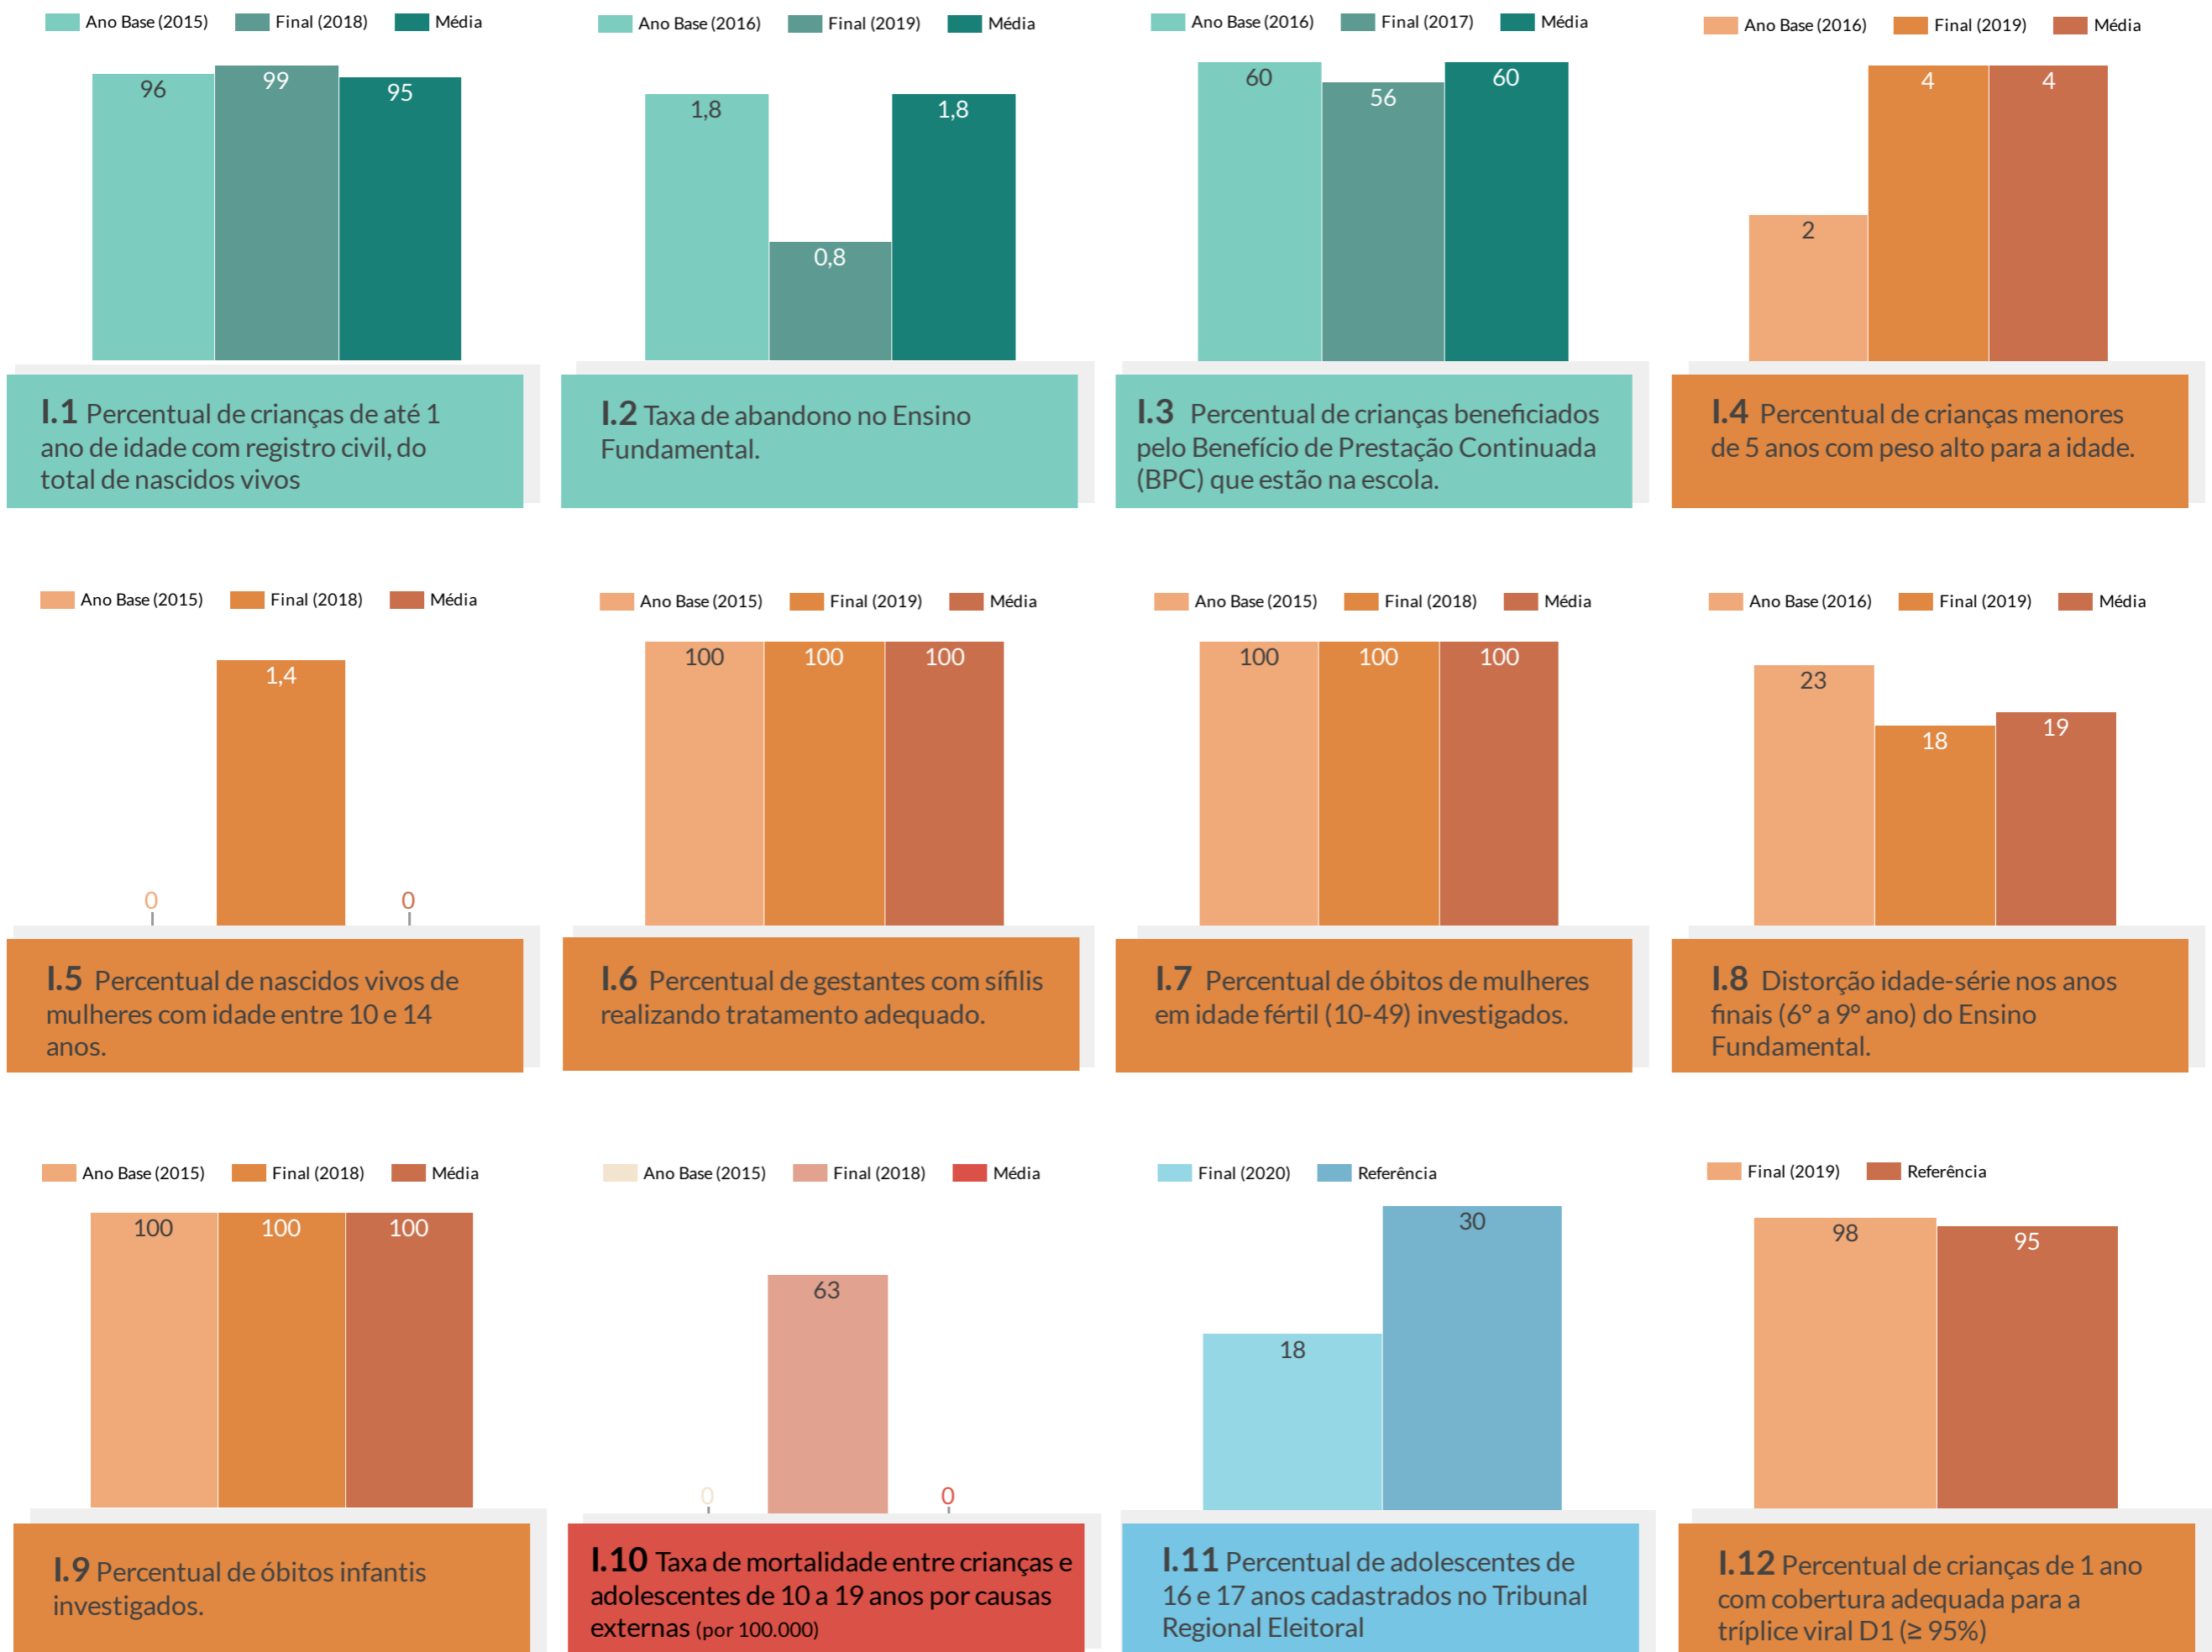 Ano Base (2015) Final (2018) Média
96 99 95
I.1 Percentual de crianças de até 1
ano de idade com registro civil, do
total de nascidos vivos
Ano Base (2016) Final (2019) Média
1,8 0,8 1,8
I.2 Taxa de abandono no Ensino
Fundamental.
Ano Base (2016) Final (2017) Média
60 56 60
I.3 Percentual de crianças beneficiados
pelo Benefício de Prestação Continuada
(BPC) que estão na escola.
Ano Base (2016) Final (2019) Média
2 4 4
I.4 Percentual de crianças menores
de 5 anos com peso alto para a idade.
Ano Base (2015) Final (2018) Média
0 1,4 0
I.5 Percentual de nascidos vivos de
mulheres com idade entre 10 e 14
anos.
Ano Base (2015) Final (2019) Média
100 100 100
I.6 Percentual de gestantes com sífilis
realizando tratamento adequado.
Ano Base (2015) Final (2018) Média
100 100 100
I.7 Percentual de óbitos de mulheres
em idade fértil (10-49) investigados.
Ano Base (2016) Final (2019) Média
23 18 19
I.8 Distorção idade-série nos anos
finais (6° a 9° ano) do Ensino
Fundamental.
Ano Base (2015) Final (2018) Média
100 100 100
I.9 Percentual de óbitos infantis
investigados.
Ano Base (2015) Final (2018) Média
0 63 0
I.10 Taxa de mortalidade entre crianças e
adolescentes de 10 a 19 anos por causas
externas (por 100.000)
Final (2020) Referência
18 30
I.11 Percentual de adolescentes de
16 e 17 anos cadastrados no Tribunal
Regional Eleitoral
Final (2019) Referência
98 95
I.12 Percentual de crianças de 1 ano
com cobertura adequada para a
tríplice viral D1 (≥ 95%)